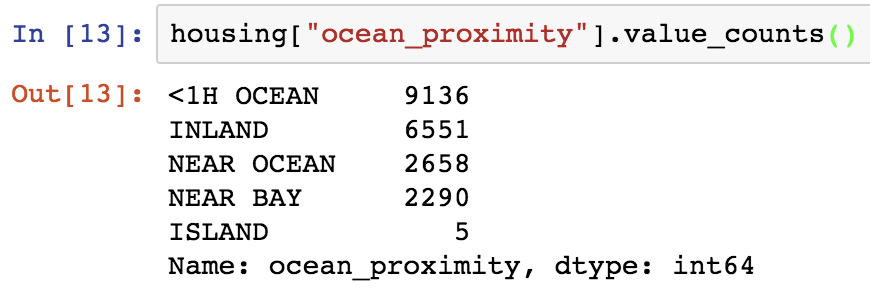 In [13]: housing["ocean_proximity"].value_counts()
Out[13]: <1H OCEAN     9136
INLAND        6551
NEAR OCEAN    2658
NEAR BAY      2290
ISLAND           5
Name: ocean_proximity, dtype: int64